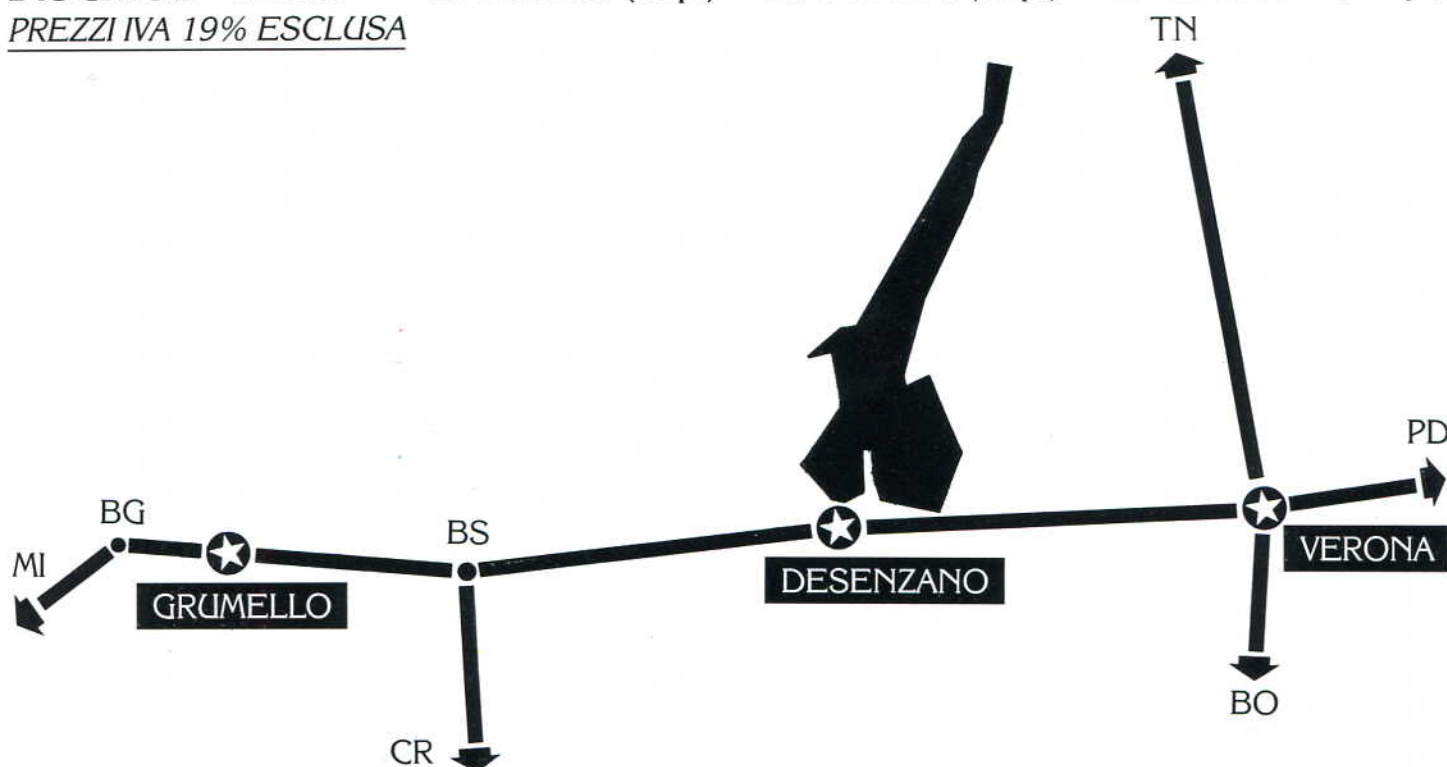 PREZZI IVA 19% ESCLUSA
TN
PD
BG
BS
MI
VERONA
DESENZANO
GRUMELLO
BO
CR